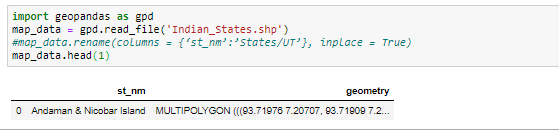 import geopandas as gpd
map_data = gpd.read_file('Indian_States.shp')
#map_data.rename(columns = {‘st_nm’:’States/UT’}, inplace = True)
map_data.head(1)
st_nm geometry
0 Andaman & Nicobar Island MULTIPOLYGON (((93.71976 7.20707, 93.71909 7.2...